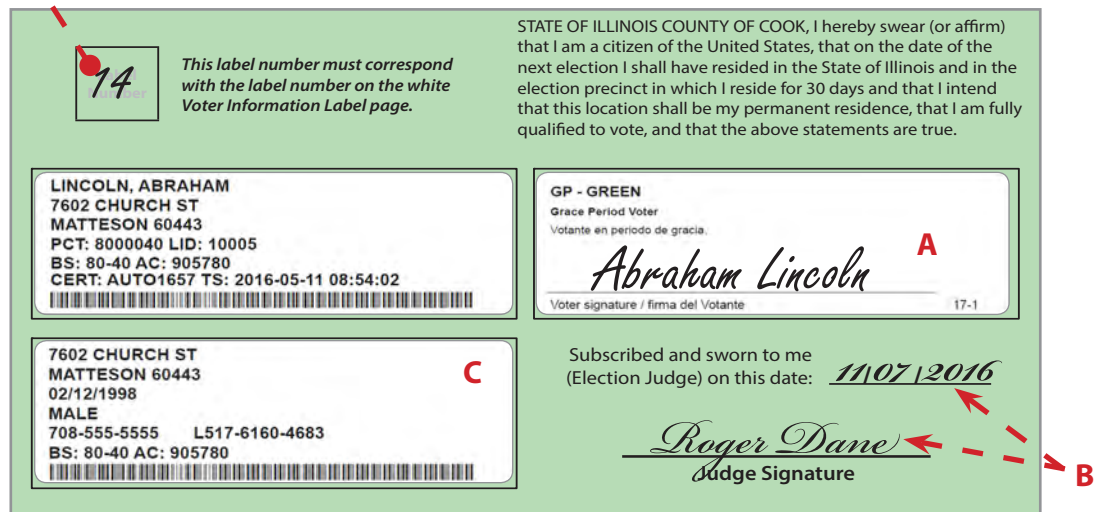 14
This label number must correspond
with the label number on the white
Voter Information Label page.
STATE OF ILLINOIS COUNTY OF COOK, I hereby swear (or affirm)
that I am a citizen of the United States, that on the date of the
next election I shall have resided in the State of Illinois and in the
election precinct in which I reside for 30 days and that I intend
that this location shall be my permanent residence, that I am fully
qualified to vote, and that the above statements are true.
LINCOLN, ABRAHAM
7602 CHURCH ST
MATTESON 60443
PCT: 8000040 LID: 10005
BS: 80-40 AC: 905780
CERT: AUTO1657 TS: 2016-05-11 08:54:02
GP - GREEN
Grace Period Voter
Votante en periodo de gracia.
A
Abraham Lincoln
Voter signature / firma del Votante 17-1
7602 CHURCH ST
MATTESON 60443
02/12/1998
MALE
708-555-5555 L517-6160-4683
BS: 80-40 AC: 905780
C
Subscribed and sworn to me
(Election Judge) on this date: 11|07|2016
Roger Dane
Judge Signature
B